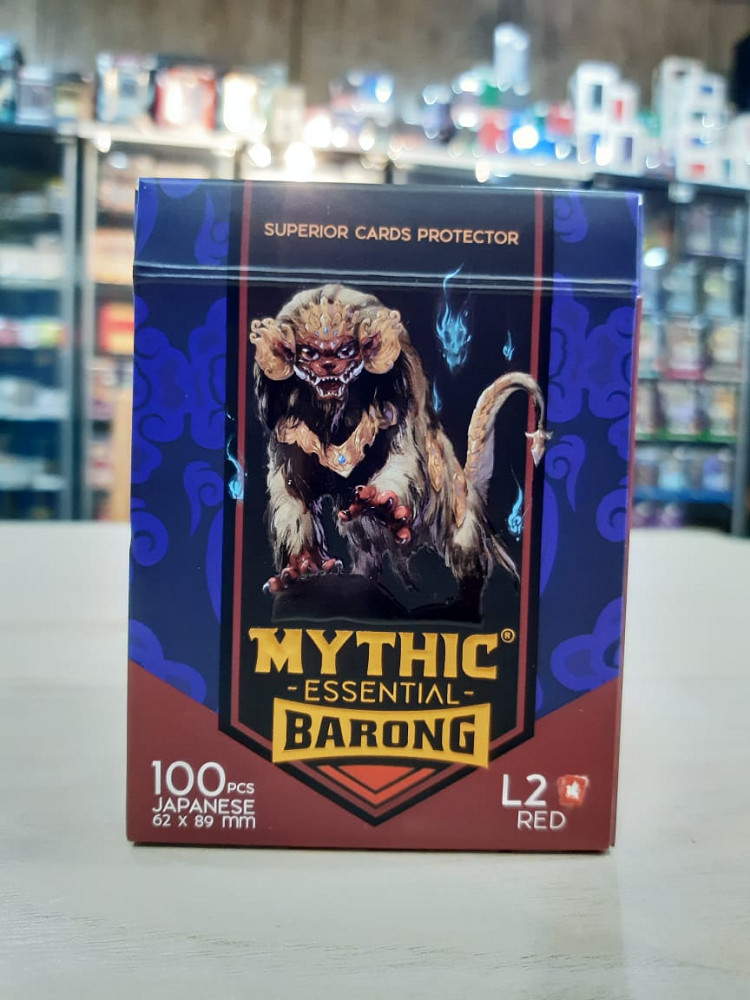 SUPERIOR CARDS PROTECTOR
MYTHIC®
-ESSENTIAL-
BARONG
100PCS
JAPANESE
62 x 89 mm
L2
RED